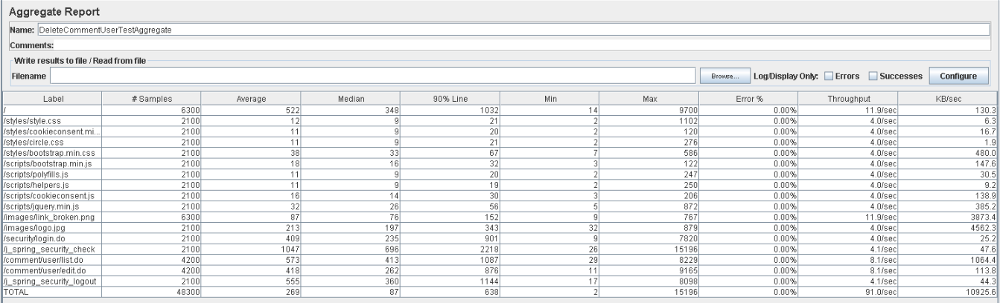 Aggregate Report
Name: DeleteCommentUserTestAggregate
Comments:
Write results to file / Read from file
Filename Browse... Log/Display Only: Errors Successes Configure
Label # Samples Average Median 90% Line Min Max Error % Throughput KB/sec
/ 6300 522 348 1032 14 9700 0.00% 11.9/sec 130.3
/styles/style.css 2100 12 9 21 2 1102 0.00% 4.0/sec 6.3
/styles/cookieconsent.mi... 2100 11 9 20 2 120 0.00% 4.0/sec 16.7
/styles/circle.css 2100 11 9 21 2 276 0.00% 4.0/sec 1.9
/styles/bootstrap.min.css 2100 38 33 67 7 586 0.00% 4.0/sec 480.0
/scripts/bootstrap.min.js 2100 18 16 32 3 122 0.00% 4.0/sec 147.6
/scripts/polyfills.js 2100 11 9 20 2 247 0.00% 4.0/sec 30.5
/scripts/helpers.js 2100 11 9 19 2 250 0.00% 4.0/sec 9.2
/scripts/cookieconsent.js 2100 16 14 30 3 206 0.00% 4.0/sec 138.9
/scripts/jquery.min.js 2100 32 26 56 5 872 0.00% 4.0/sec 385.2
/images/link_broken.png 6300 87 76 152 9 767 0.00% 11.9/sec 3873.4
/images/logo.jpg 2100 213 197 343 32 879 0.00% 4.0/sec 4562.3
/security/login.do 2100 409 235 901 9 7820 0.00% 4.0/sec 25.2
/j_spring_security_check 2100 1047 696 2218 26 15196 0.00% 4.1/sec 47.6
/comment/user/list.do 4200 573 413 1087 29 8229 0.00% 8.1/sec 1064.4
/comment/user/edit.do 4200 418 262 876 11 9165 0.00% 8.1/sec 113.8
/j_spring_security_logout 2100 555 360 1144 17 8098 0.00% 4.1/sec 44.3
TOTAL 48300 269 87 638 2 15196 0.00% 91.0/sec 10925.6